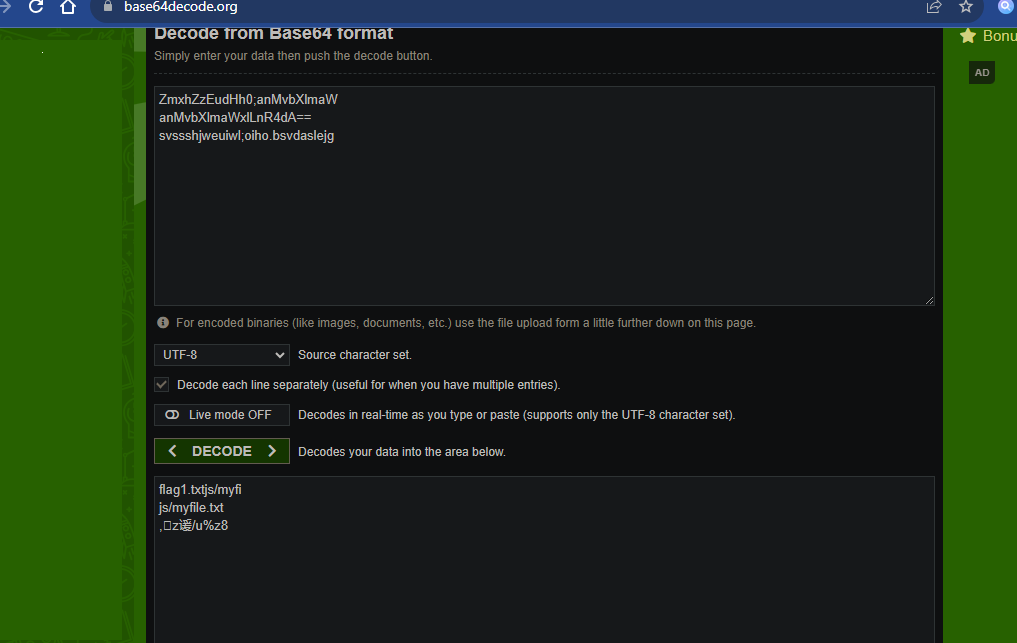 base64decode.org
Decode from Base64 format
Bonu
Simply enter your data then push the decode button.
AD
ZmxhZzEudHh0;anMvbXlmaW
anMvbXlmaWxlLnR4dA==
svssshjweuiwl;oiho.bsvdaslejg
For encoded binaries (like images, documents, etc.) use the file upload form a little further down on this page.
UTF-8 Source character set.
Decode each line separately (useful for when you have multiple entries).
Live mode OFF Decodes in real-time as you type or paste (supports only the UTF-8 character set).
< DECODE > Decodes your data into the area below.
flag1.txtjs/myfi
js/myfile.txt
,z谖/u%z8